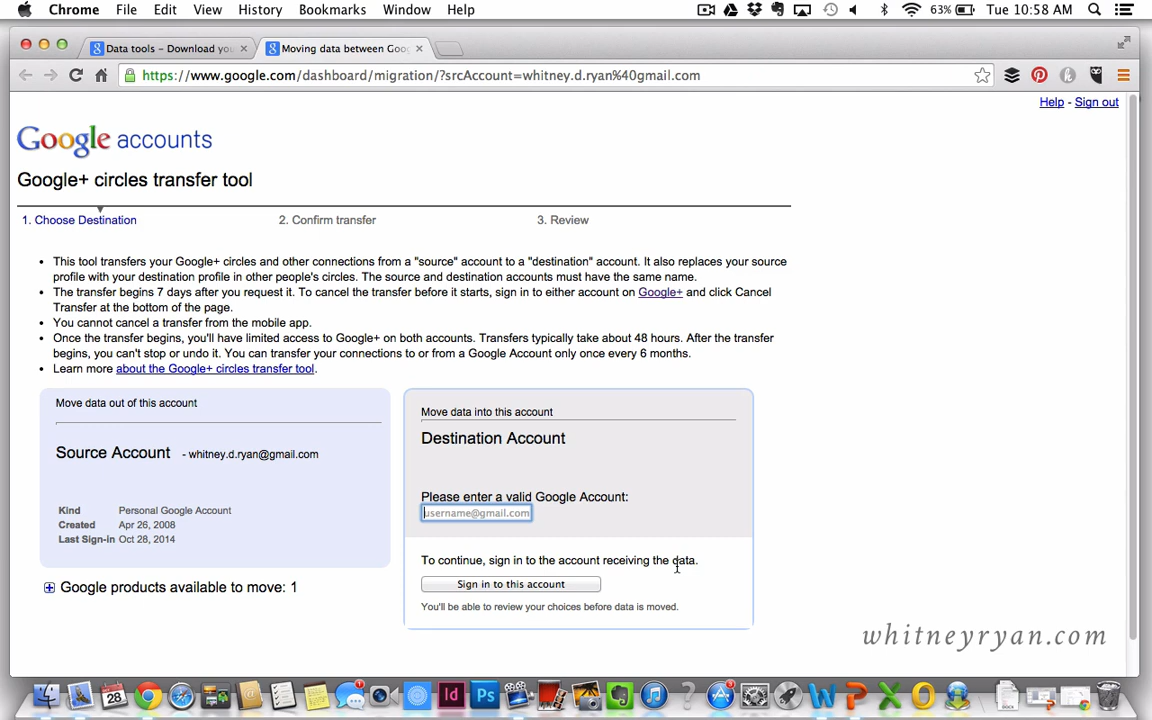 Chrome File Edit View History Bookmarks Window Help 63% Tue 10:58 AM
Data tools – Download you × Moving data between Goo ×
https://www.google.com/dashboard/migration/?srcAccount=whitney.d.ryan%40gmail.com
Help - Sign out
Google accounts
Google+ circles transfer tool
1. Choose Destination 2. Confirm transfer 3. Review
• This tool transfers your Google+ circles and other connections from a "source" account to a "destination" account. It also replaces your source
profile with your destination profile in other people's circles. The source and destination accounts must have the same name.
• The transfer begins 7 days after you request it. To cancel the transfer before it starts, sign in to either account on Google+ and click Cancel
Transfer at the bottom of the page.
• You cannot cancel a transfer from the mobile app.
• Once the transfer begins, you'll have limited access to Google+ on both accounts. Transfers typically take about 48 hours. After the transfer
begins, you can't stop or undo it. You can transfer your connections to or from a Google Account only once every 6 months.
• Learn more about the Google+ circles transfer tool.
Move data out of this account
Source Account - whitney.d.ryan@gmail.com
Kind Personal Google Account
Created Apr 26, 2008
Last Sign-in Oct 28, 2014
Google products available to move: 1
Move data into this account
Destination Account
Please enter a valid Google Account:
username@gmail.com
To continue, sign in to the account receiving the data.
Sign in to this account
You'll be able to review your choices before data is moved.
whitneyryan.com
28 Id Ps